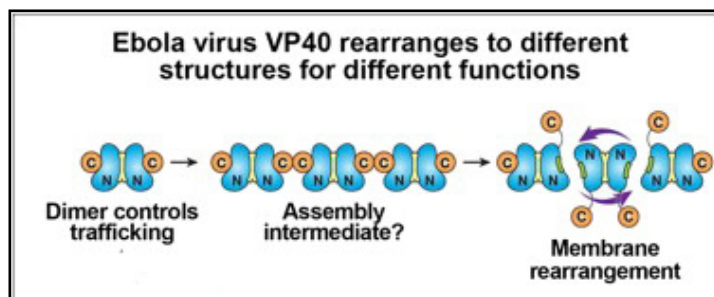 Ebola virus VP40 rearranges to different
structures for different functions
C N N C
C N N C C N N C C N N C
C N N C N N C N N C
C C
Dimer controls
trafficking
Assembly
intermediate?
Membrane
rearrangement